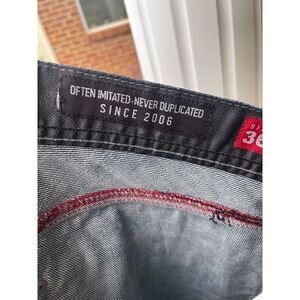 OFTEN IMITATED-NEVER DUPLICATED
SINCE 2006
36